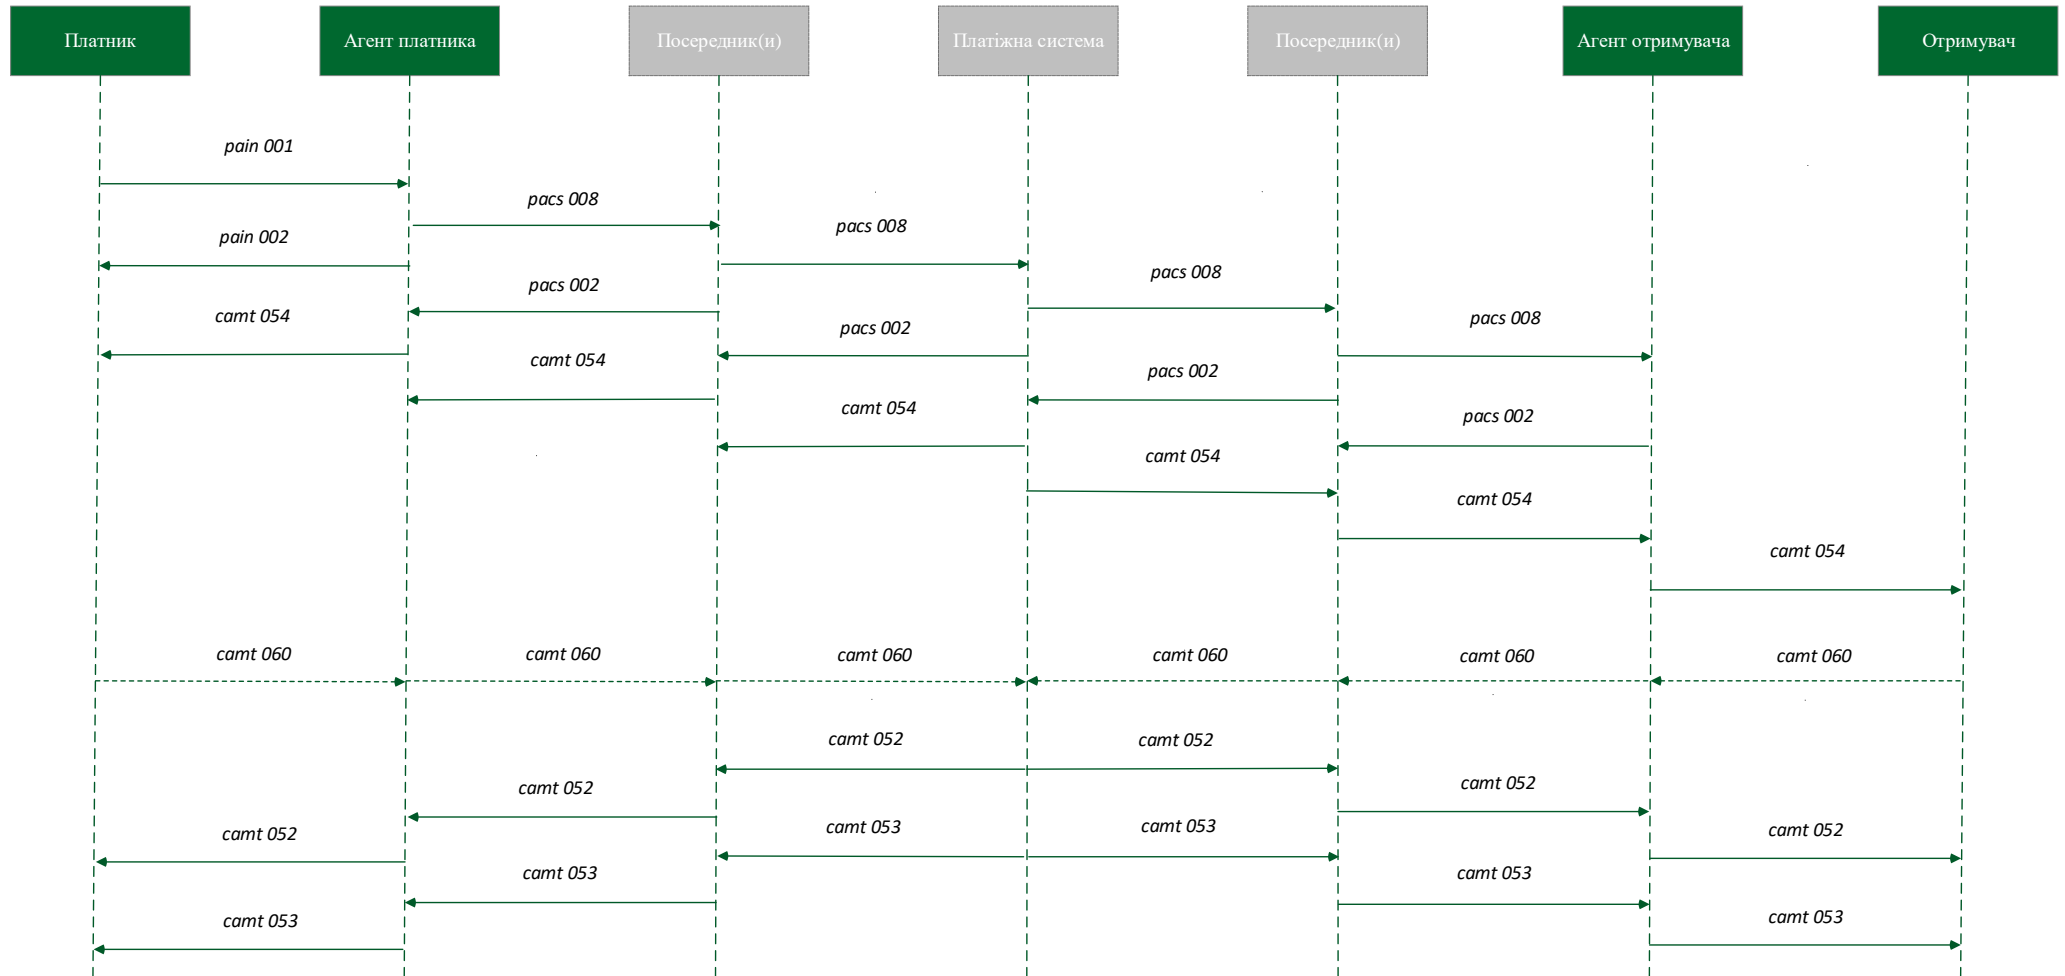 Платник
Агент платника
Посередник(и)
Платіжна система
Посередник(и)
Агент отримувача
Отримувач
pain 001
pacs 008
pacs 008
pain 002
pacs 008
pacs 002
camt 054
pacs 008
pacs 002
camt 054
pacs 002
camt 054
pacs 002
camt 054
camt 054
camt 054
camt 060
camt 060
camt 060
camt 060
camt 060
camt 060
camt 052
camt 052
camt 052
camt 052
camt 053
camt 053
camt 052
camt 052
camt 053
camt 053
camt 053
camt 053